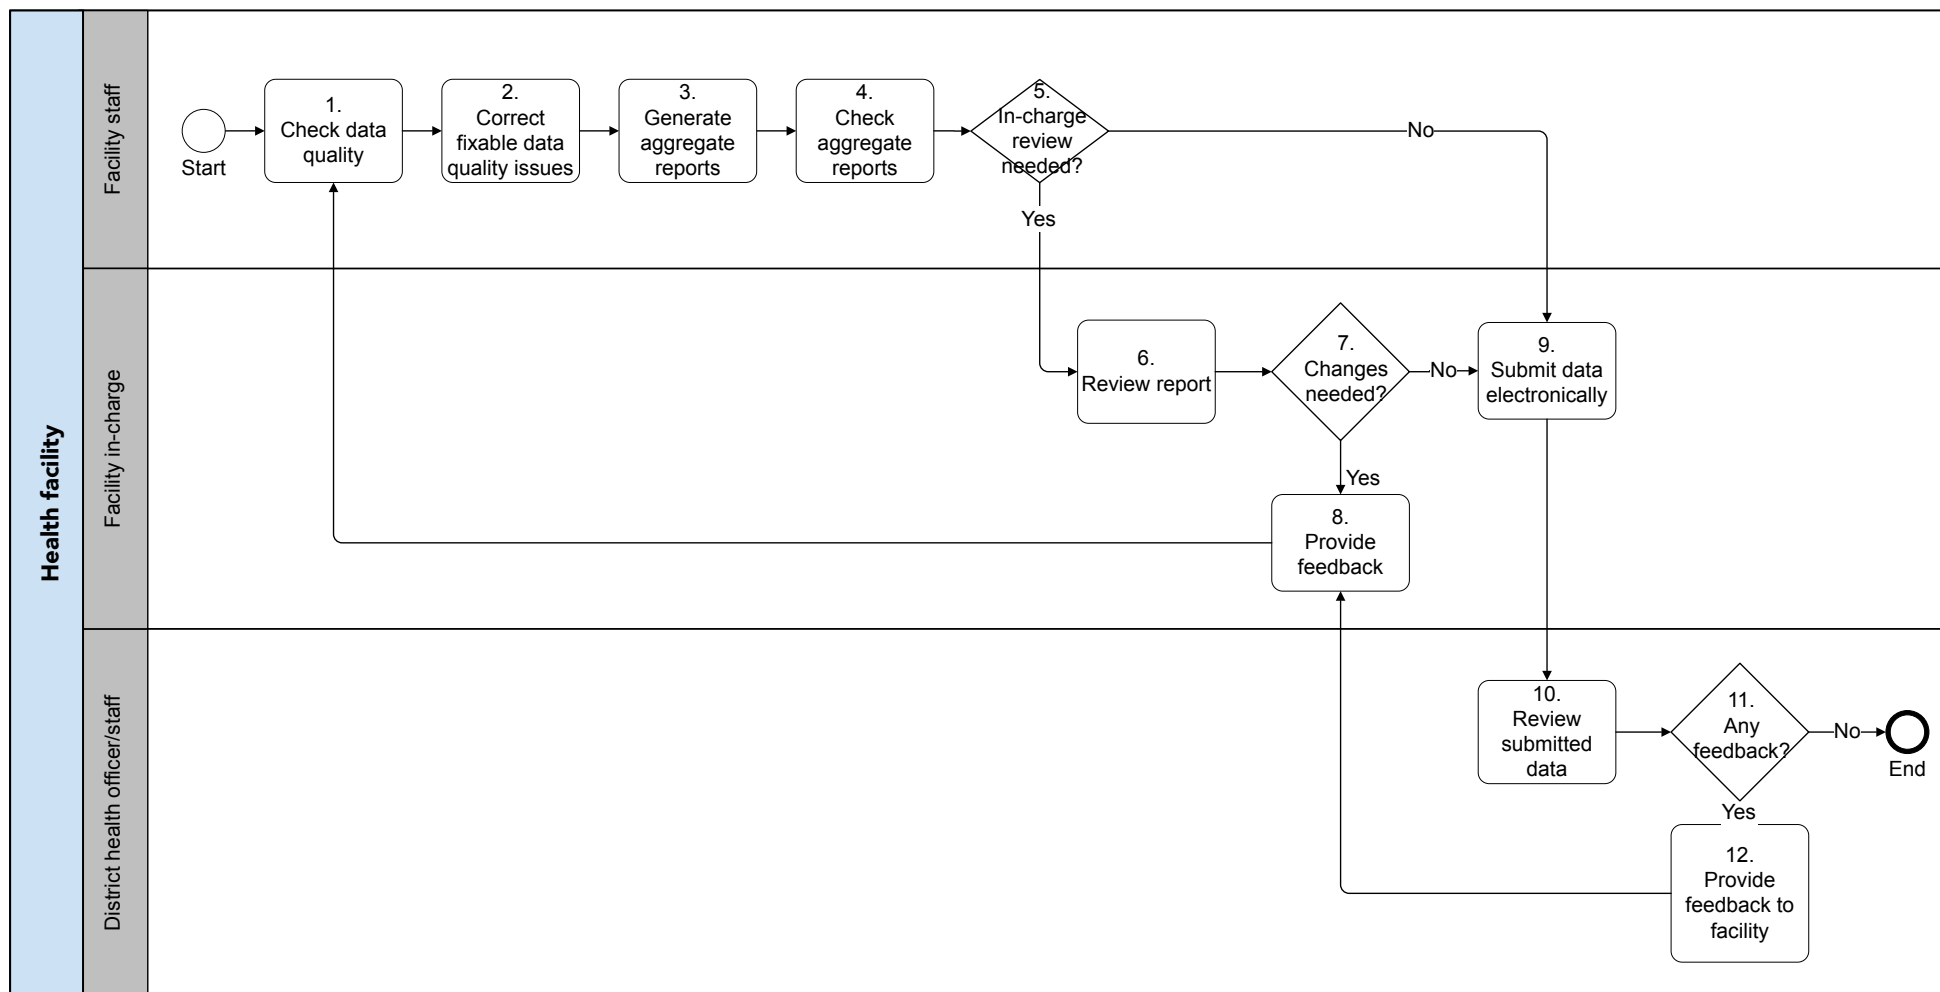 Health facility
Facility staff
Start
1.
Check data
quality
2.
Correct
fixable data
quality issues
3.
Generate
aggregate
reports
4.
Check
aggregate
reports
5.
In-charge
review
needed?
No
Yes
Facility in-charge
6.
Review report
7.
Changes
needed?
No
9.
Submit data
electronically
Yes
8.
Provide
feedback
District health officer/staff
10.
Review
submitted
data
11.
Any
feedback?
No
End
Yes
12.
Provide
feedback to
facility